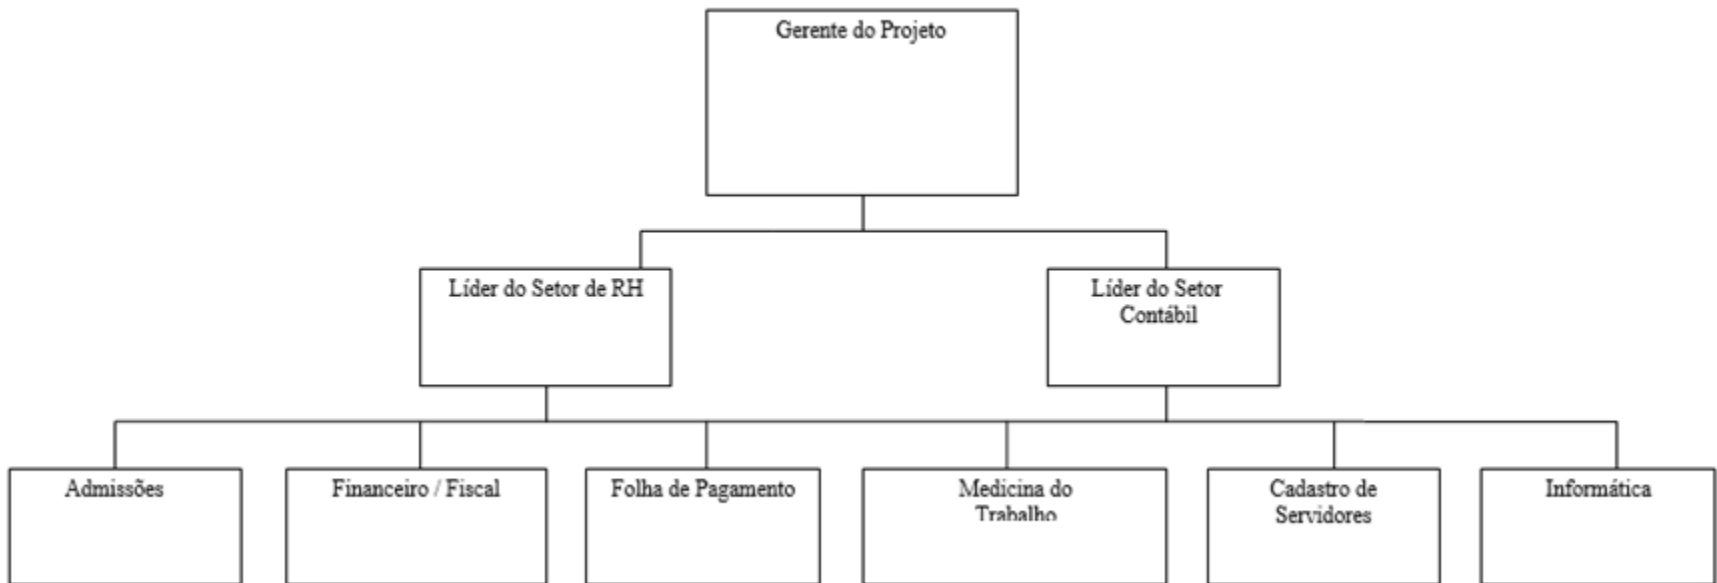 Gerente do Projeto
Líder do Setor de RH
Líder do Setor
Contábil
Admissões
Financeiro / Fiscal
Folha de Pagamento
Medicina do
Trabalho
Cadastro de
Servidores
Informática